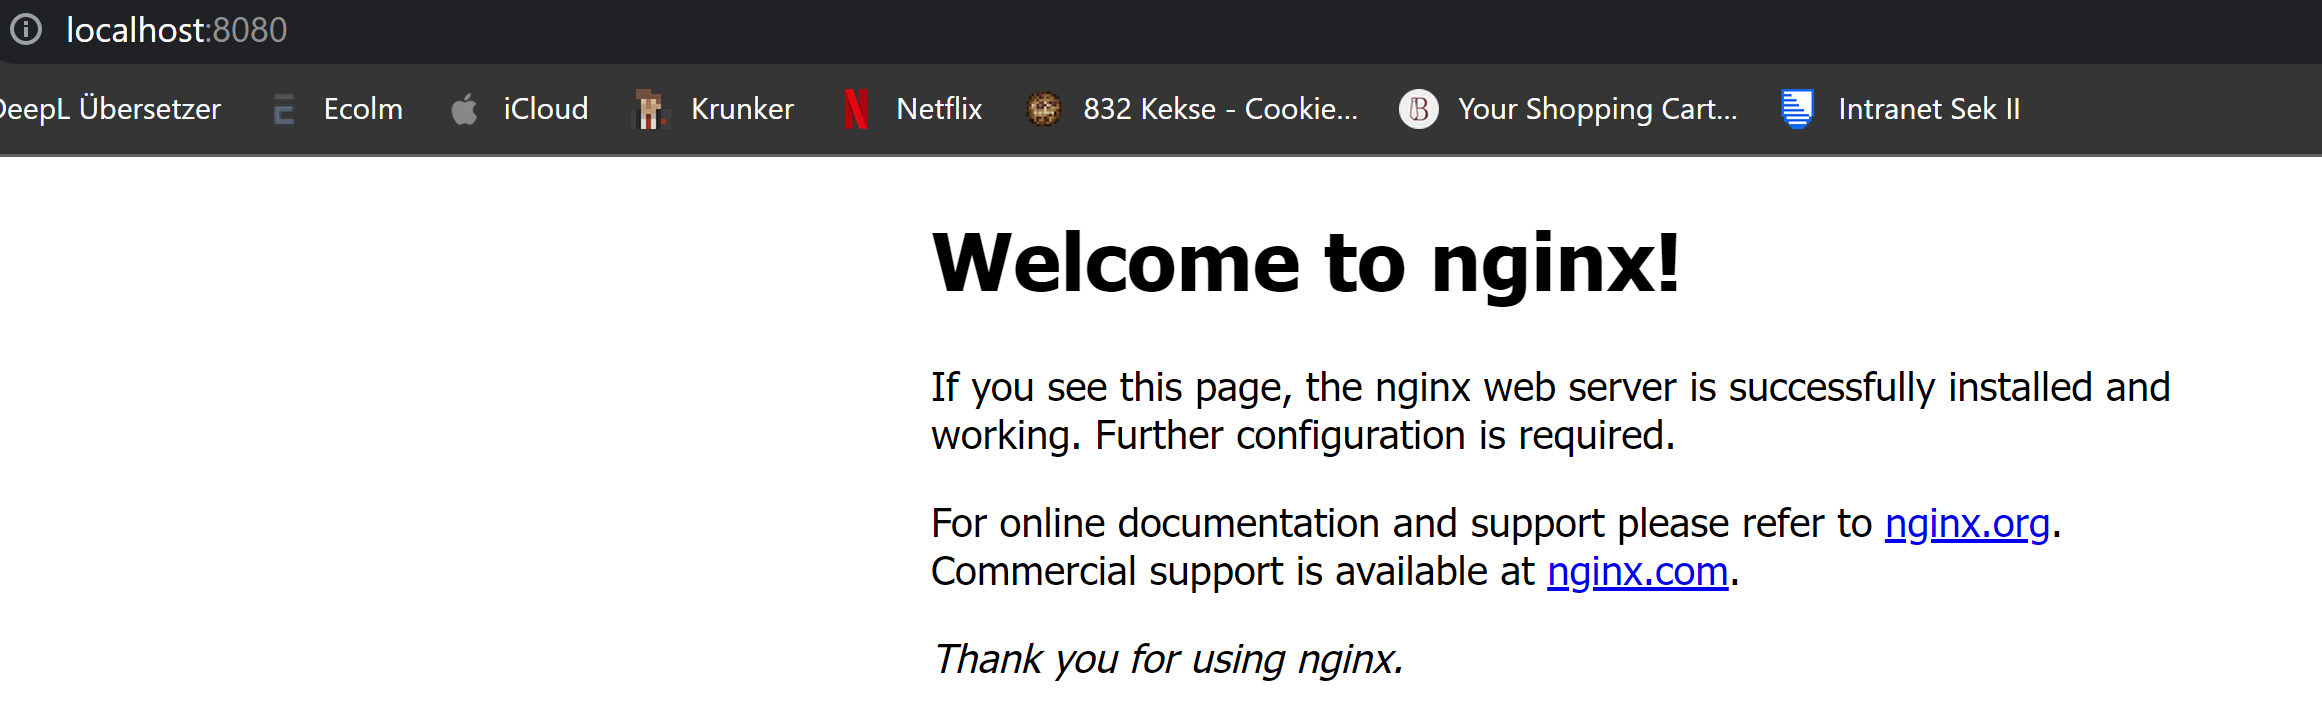 localhost:8080
DeepL Übersetzer Ecolm iCloud Krunker Netflix 832 Kekse - Cookie... Your Shopping Cart... Intranet Sek II
Welcome to nginx!
If you see this page, the nginx web server is successfully installed and
working. Further configuration is required.
For online documentation and support please refer to nginx.org.
Commercial support is available at nginx.com.
Thank you for using nginx.